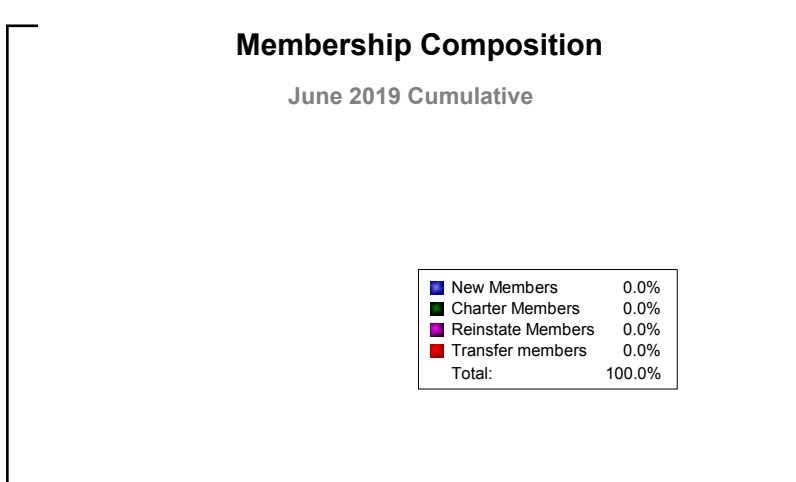 Membership Composition
June 2019 Cumulative
New Members 0.0%
Charter Members 0.0%
Reinstate Members 0.0%
Transfer members 0.0%
Total: 100.0%